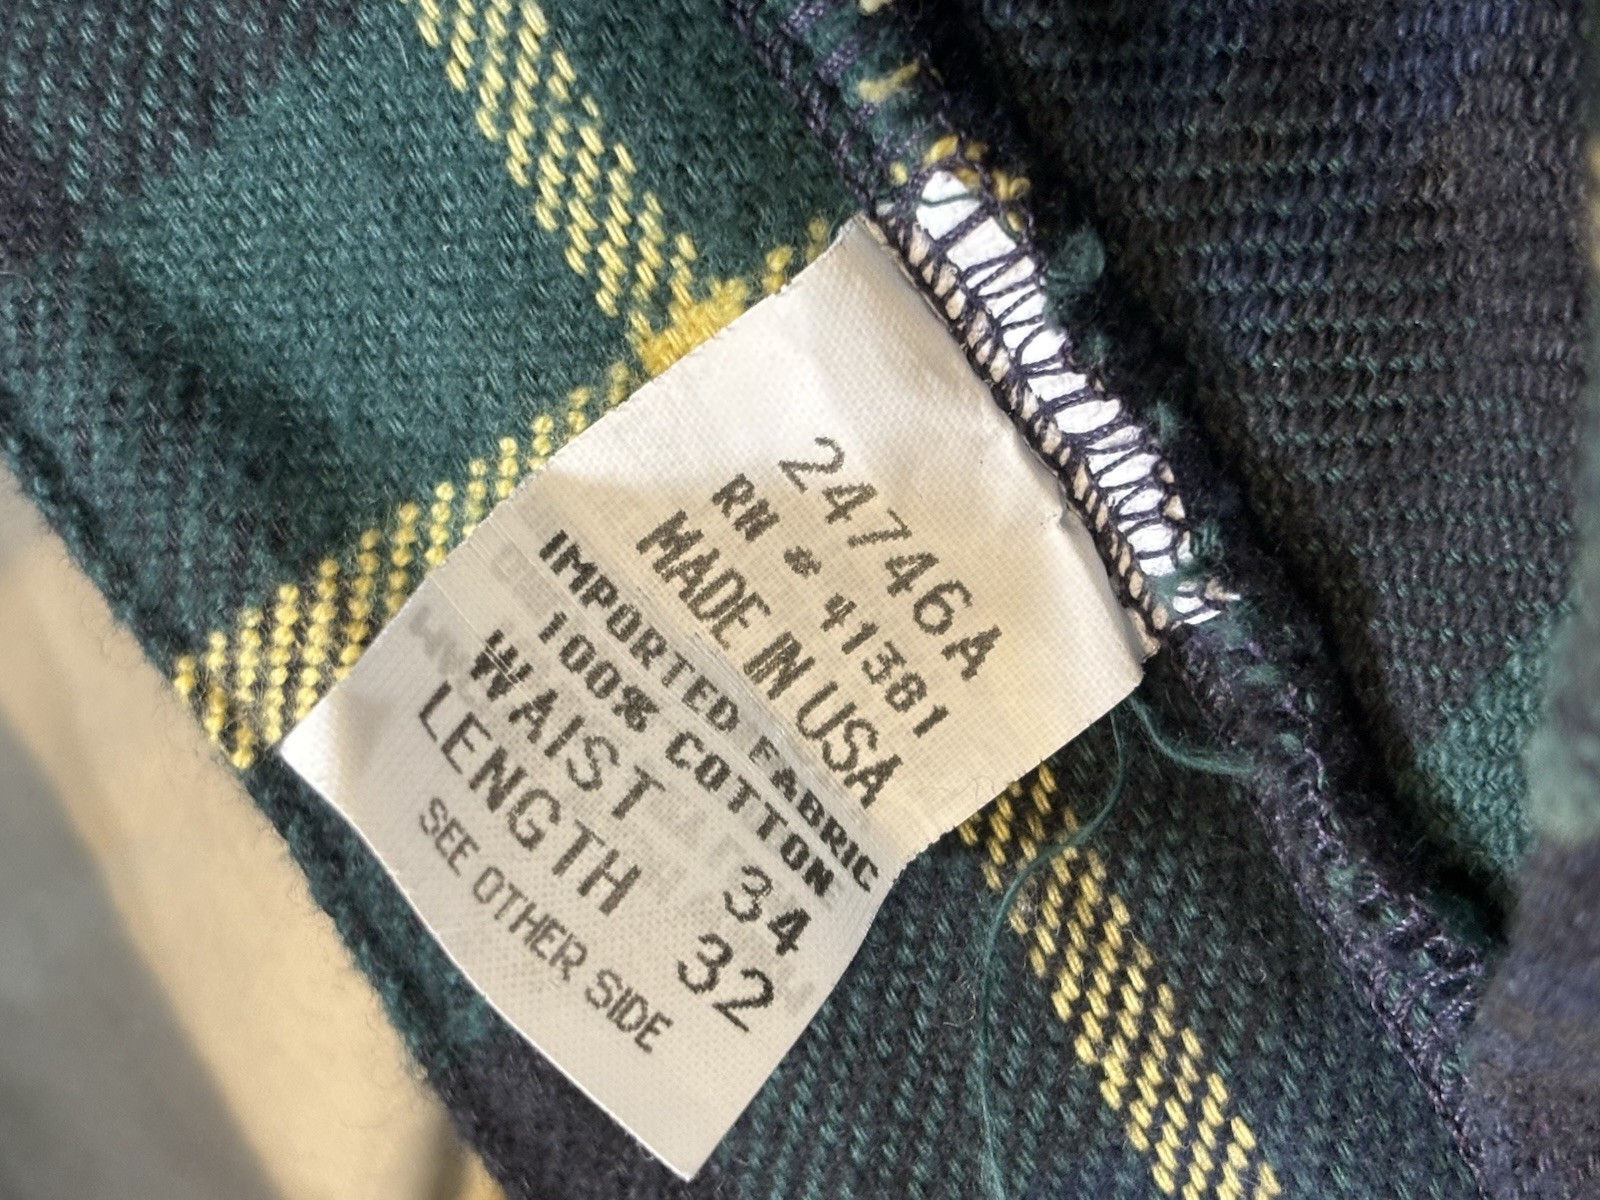 24746A
RN # 41381
MADE IN USA
IMPORTED FABRIC
100% COTTON
WAIST 34
LENGTH 32
SEE OTHER SIDE